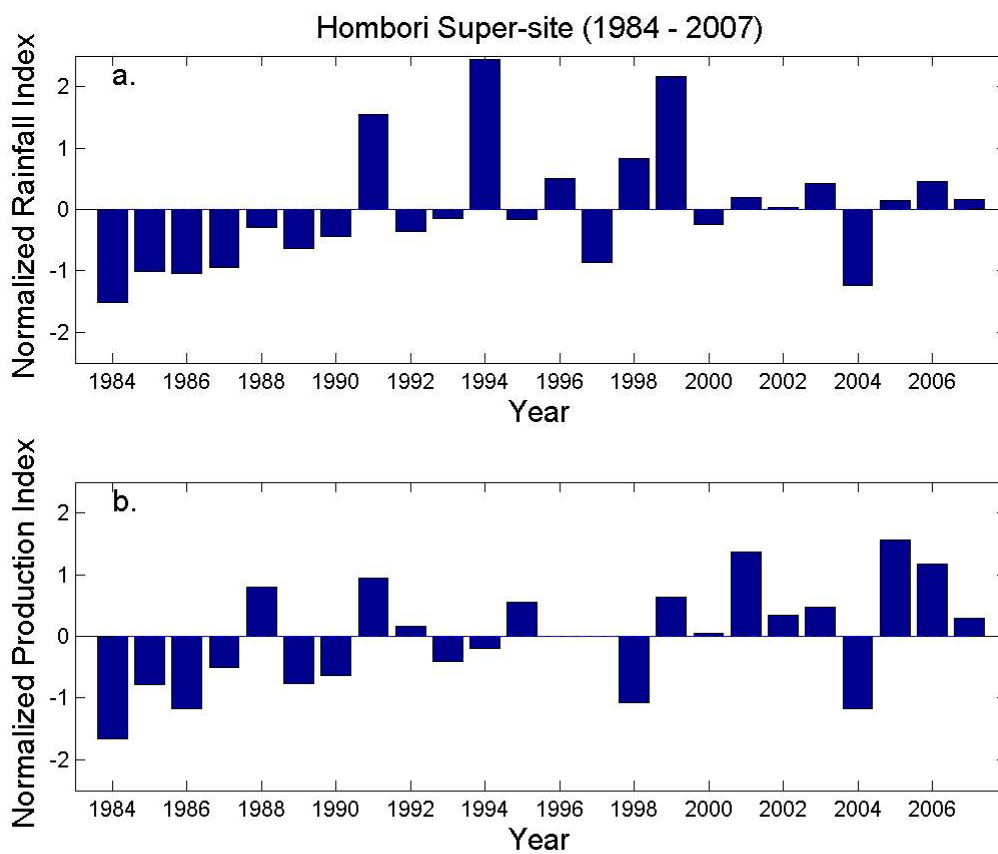 Hombori Super-site (1984 - 2007)
a.
Normalized Rainfall Index
2
1
0
-1
-2
1984 1986 1988 1990 1992 1994 1996 1998 2000 2002 2004 2006
Year
b.
Normalized Production Index
2
1
0
-1
-2
1984 1986 1988 1990 1992 1994 1996 1998 2000 2002 2004 2006
Year